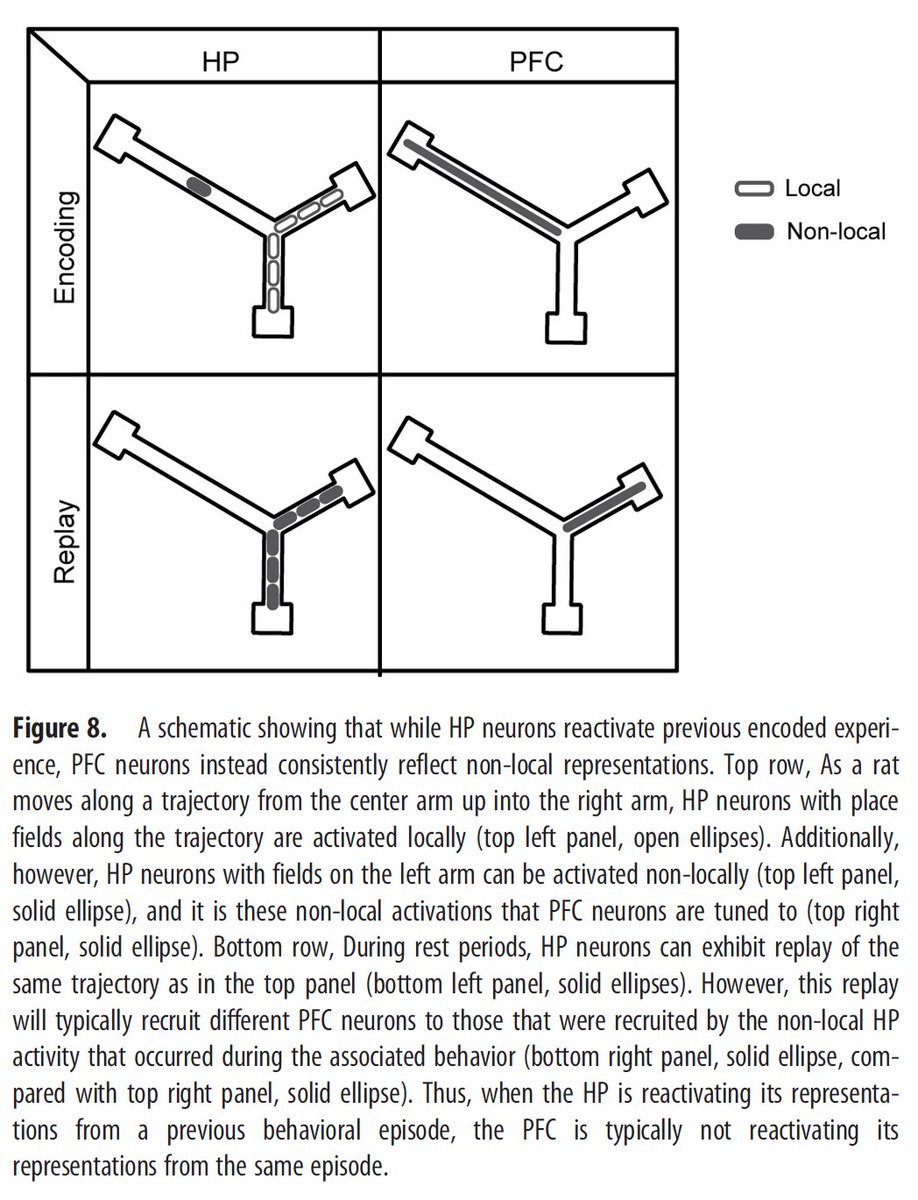 HP
PFC
Encoding
Local
Non-local
Replay
Figure 8. A schematic showing that while HP neurons reactivate previous encoded experi-
ence, PFC neurons instead consistently reflect non-local representations. Top row, As a rat
moves along a trajectory from the center arm up into the right arm, HP neurons with place
fields along the trajectory are activated locally (top left panel, open ellipses). Additionally,
however, HP neurons with fields on the left arm can be activated non-locally (top left panel,
solid ellipse), and it is these non-local activations that PFC neurons are tuned to (top right
panel, solid ellipse). Bottom row, During rest periods, HP neurons can exhibit replay of the
same trajectory as in the top panel (bottom left panel, solid ellipses). However, this replay
will typically recruit different PFC neurons to those that were recruited by the non-local HP
activity that occurred during the associated behavior (bottom right panel, solid ellipse, com-
pared with top right panel, solid ellipse). Thus, when the HP is reactivating its representa-
tions from a previous behavioral episode, the PFC is typically not reactivating its
representations from the same episode.